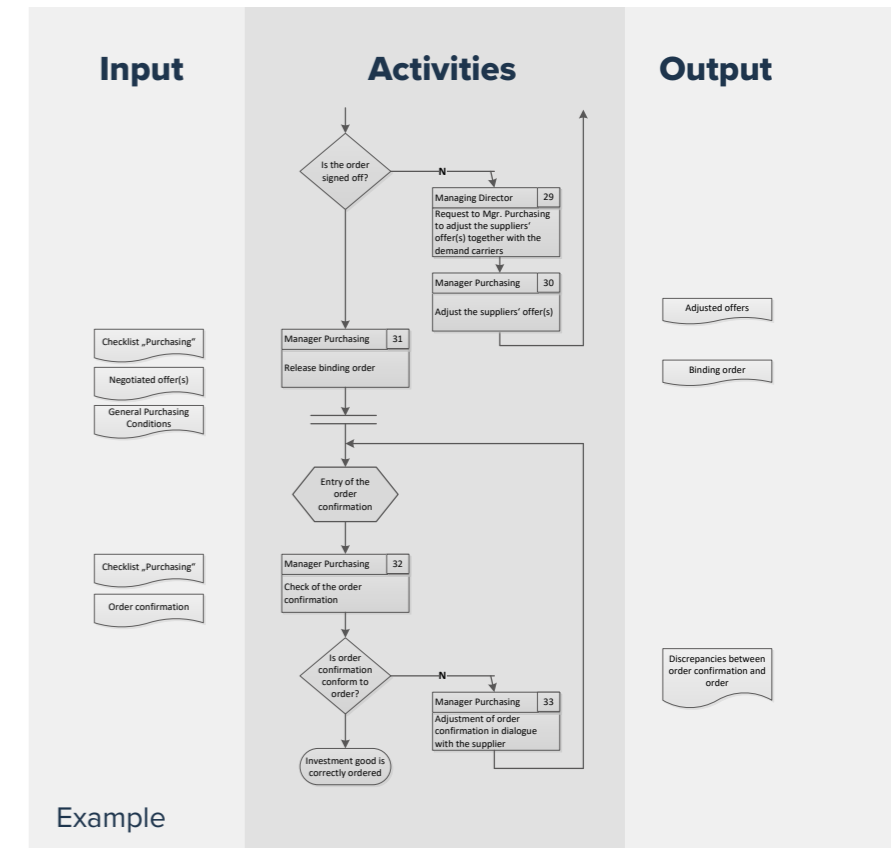 Input
Activities
Output
Is the order
signed off?
N
Managing Director 29
Request to Mgr. Purchasing
to adjust the suppliers'
offer(s) together with the
demand carriers
Manager Purchasing 30
Adjust the suppliers' offer(s)
Adjusted offers
Checklist „Purchasing"
Negotiated offer(s)
General Purchasing
Conditions
Manager Purchasing 31
Release binding order
Binding order
Entry of the
order
confirmation
Checklist „Purchasing"
Order confirmation
Manager Purchasing 32
Check of the order
confirmation
Is order
confirmation
conform to
order?
N
Manager Purchasing 33
Adjustment of order
confirmation in dialogue
with the supplier
Discrepancies between
order confirmation and
order
Investment good is
correctly ordered
Example